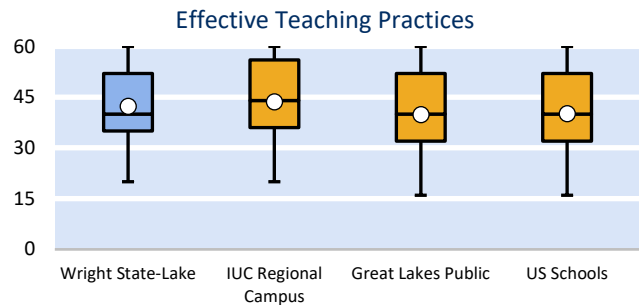 Effective Teaching Practices
60
45
30
15
0
Wright State-Lake
IUC Regional
Campus
Great Lakes Public
US Schools